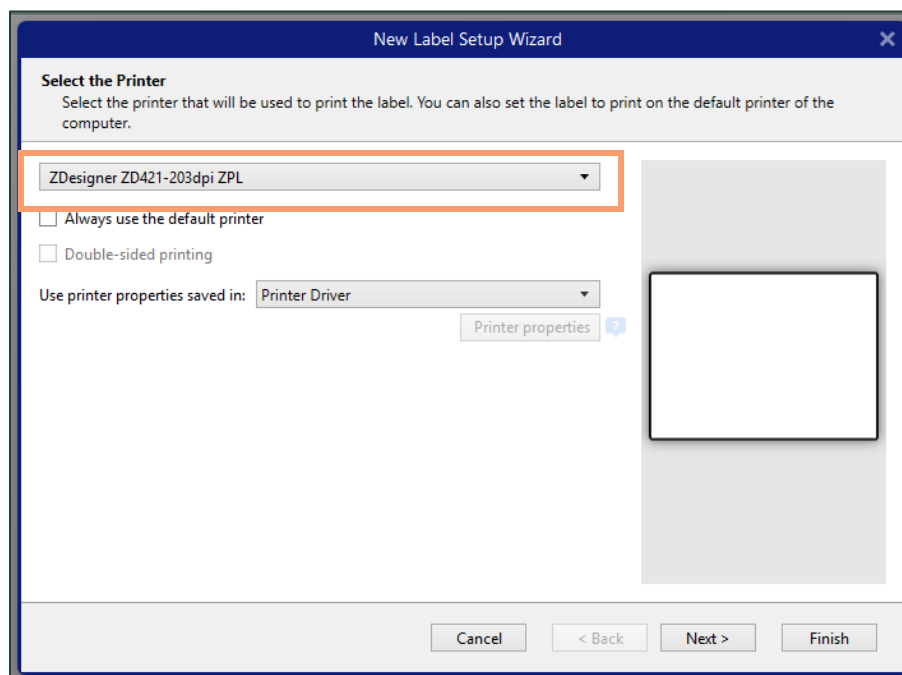 New Label Setup Wizard
Select the Printer
Select the printer that will be used to print the label. You can also set the label to print on the default printer of the
computer.
ZDesigner ZD421-203dpi ZPL
Always use the default printer
Double-sided printing
Use printer properties saved in: Printer Driver
Printer properties ?
Cancel < Back Next > Finish